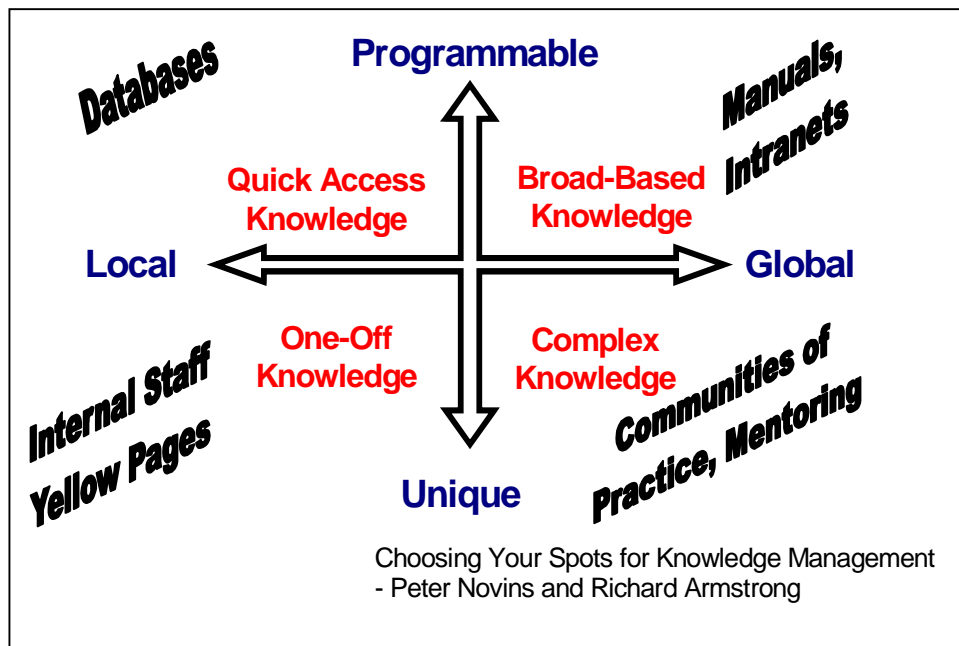 Programmable
Databases
Manuals,
Intranets
Quick Access
Knowledge
Broad-Based
Knowledge
Local
Global
One-Off
Knowledge
Complex
Knowledge
Internal Staff
Yellow Pages
Communities of
Practice, Mentoring
Unique
Choosing Your Spots for Knowledge Management
- Peter Novins and Richard Armstrong